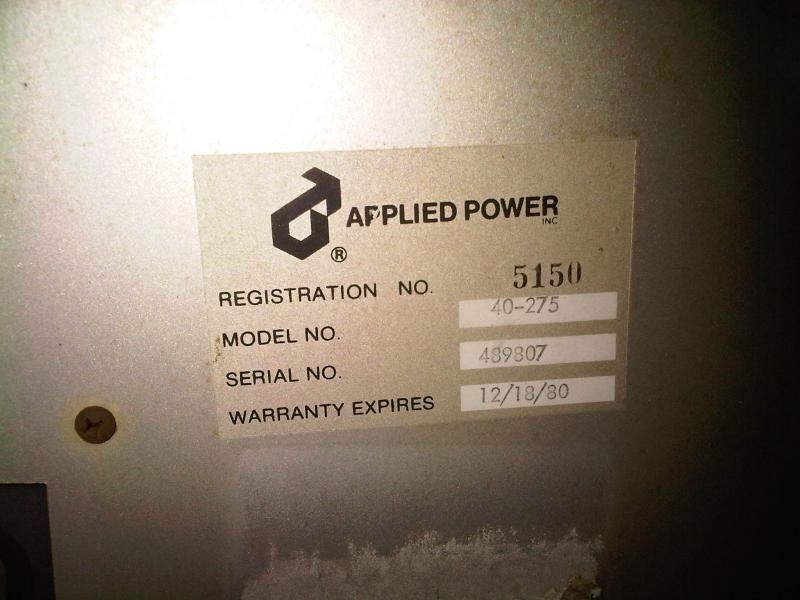 APPLIED POWER
INC
®
REGISTRATION NO. 5150
MODEL NO. 40-275
SERIAL NO. 489807
WARRANTY EXPIRES 12/18/80